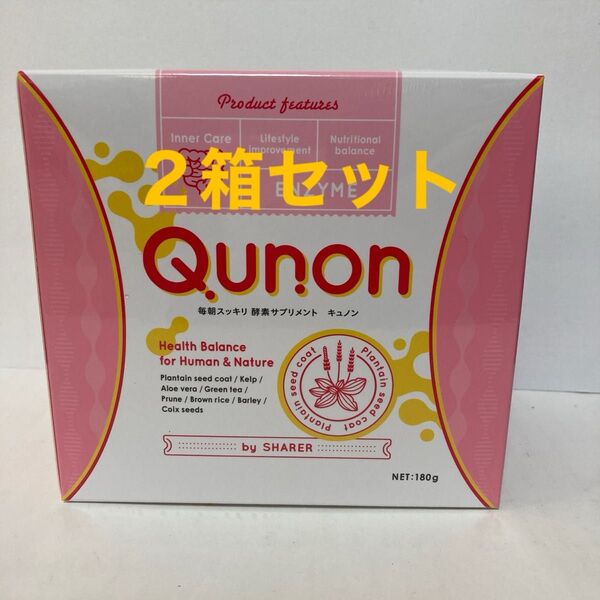 Product features
Inner Care
Lifestyle improvement
Nutritional balance
2箱セット
ENZYME
Qunon
毎朝スッキリ 酵素サプリメント キュノン
Health Balance
for Human & Nature
Plantain seed coat / Kelp /
Aloe vera / Green tea /
Prune / Brown rice / Barley /
Coix seeds
Plantain seed coat
Plantain seed coat
by SHARER
NET:180g